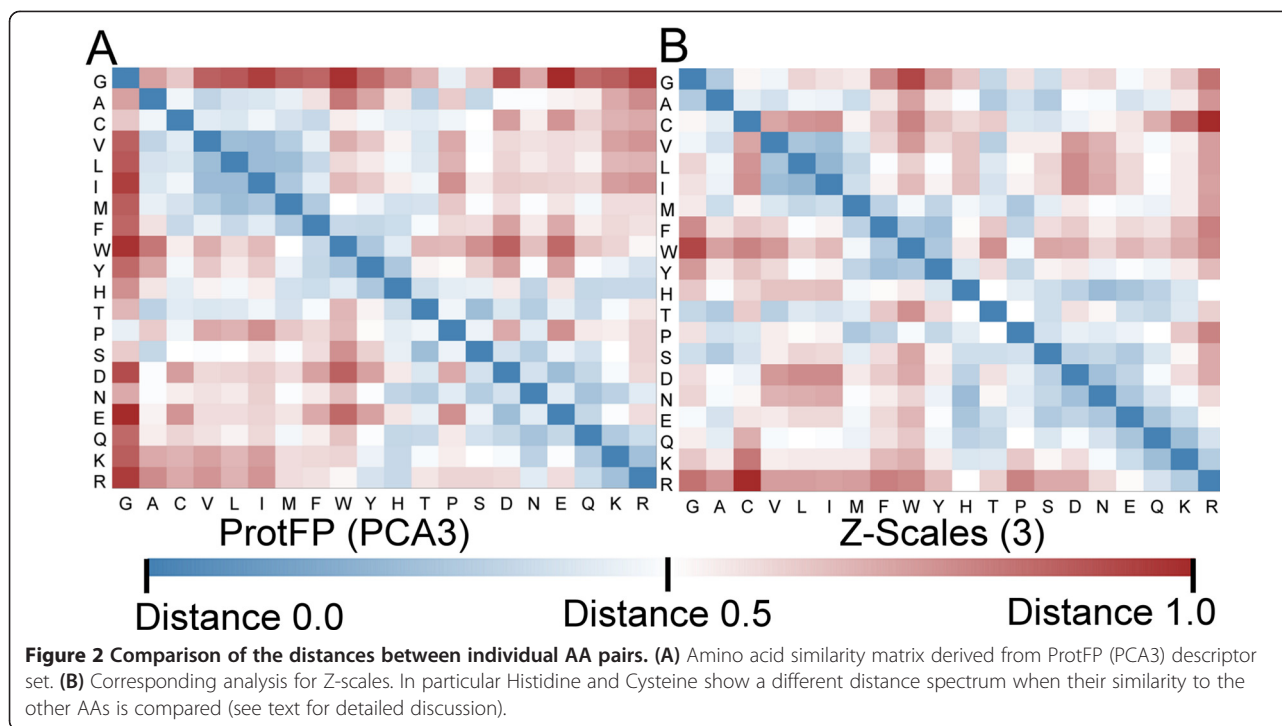 A
B
G
A
C
V
L
I
M
F
W
Y
H
T
P
S
D
N
E
Q
K
R
G A C V L I M F W Y H T P S D N E Q K R
ProtFP (PCA3)
G
A
C
V
L
I
M
F
W
Y
H
T
P
S
D
N
E
Q
K
R
G A C V L I M F W Y H T P S D N E Q K R
Z-Scales (3)
Distance 0.0 Distance 0.5 Distance 1.0
Figure 2 Comparison of the distances between individual AA pairs. (A) Amino acid similarity matrix derived from ProtFP (PCA3) descriptor
set. (B) Corresponding analysis for Z-scales. In particular Histidine and Cysteine show a different distance spectrum when their similarity to the
other AAs is compared (see text for detailed discussion).